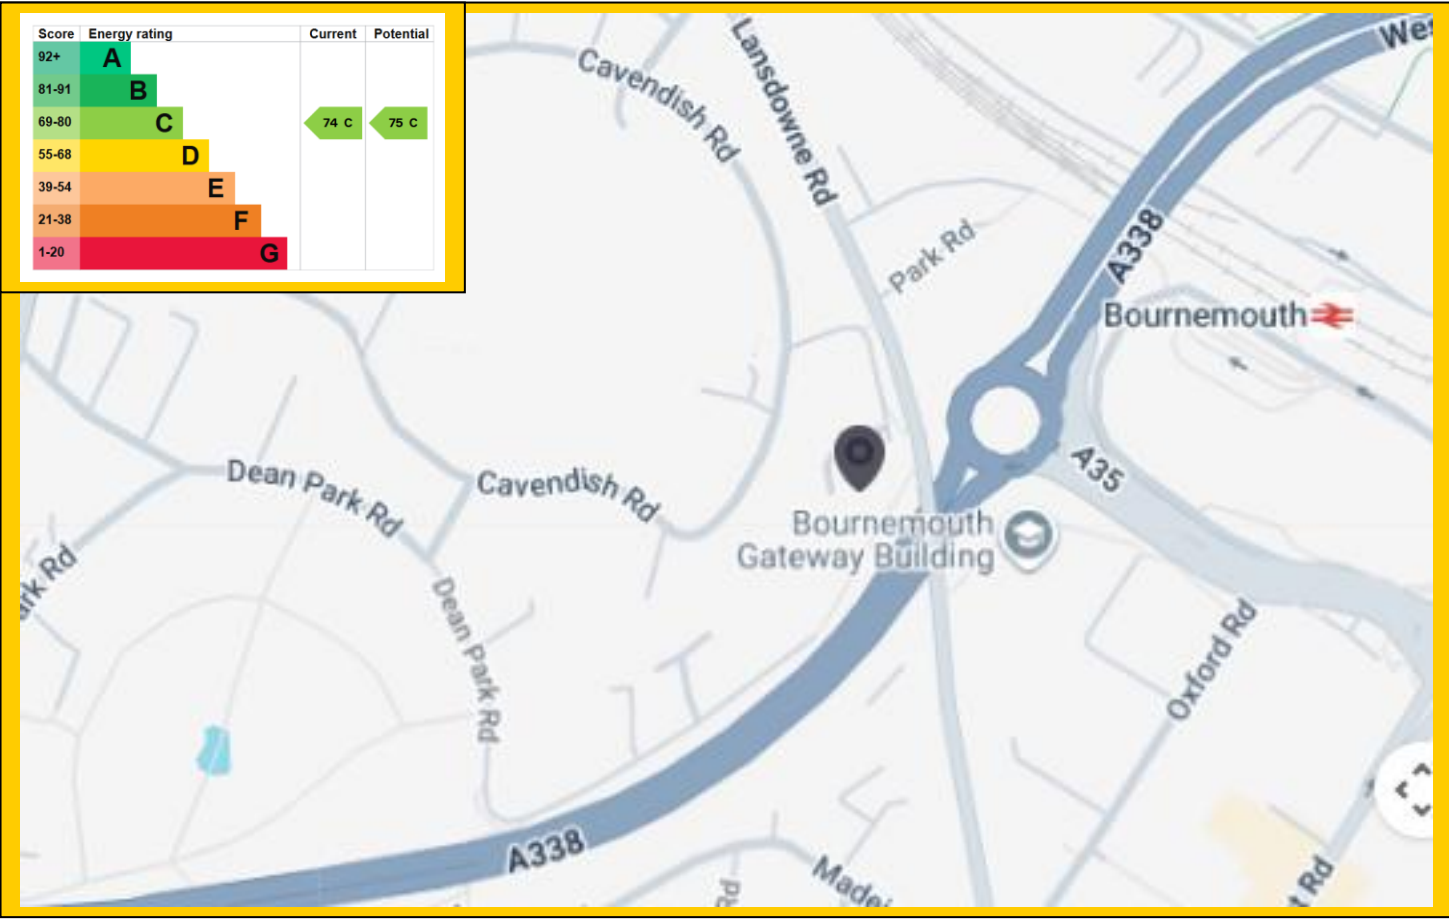 Score Energy rating Current Potential
92+ A
81-91 B
69-80 C 74 C 75 C
55-68 D
39-54 E
21-38 F
1-20 G
Cavendish Rd
Lansdowne Rd
Park Rd
A338
Bournemouth
A35
Dean Park Rd
Cavendish Rd
Bournemouth
Gateway Building
Dean Park Rd
Oxford Rd
A338
Rd